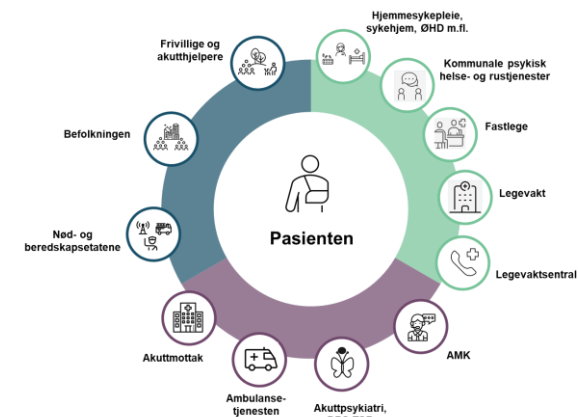 Hjemmesykepleie,
sykehjem, ØHD m.fl.
Frivillige og
akutthjelpere
Kommunale psykisk
helse- og rustjenester
Befolkningen
Fastlege
Legevakt
Pasienten
Nød- og
beredskapsetatene
Legevaktsentral
Akuttmottak
AMK
Ambulanse-
tjenesten
Akuttpsykiatri,